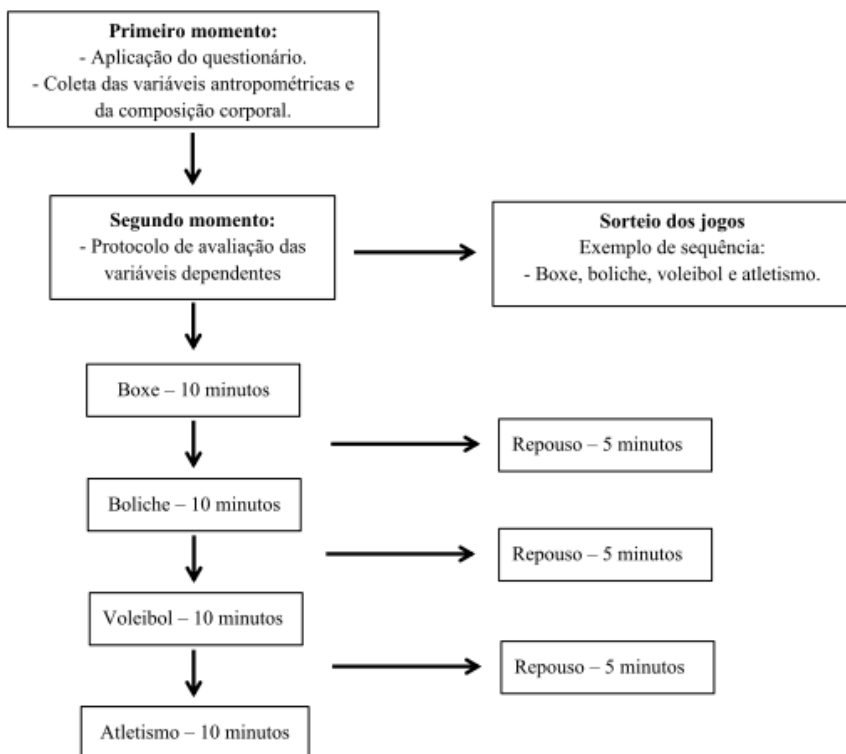 Primeiro momento:
- Aplicação do questionário.
- Coleta das variáveis antropométricas e
da composição corporal.
Segundo momento:
- Protocolo de avaliação das
variáveis dependentes
Sorteio dos jogos
Exemplo de sequência:
- Boxe, boliche, voleibol e atletismo.
Boxe – 10 minutos
Repouso – 5 minutos
Boliche – 10 minutos
Repouso – 5 minutos
Voleibol – 10 minutos
Repouso – 5 minutos
Atletismo – 10 minutos